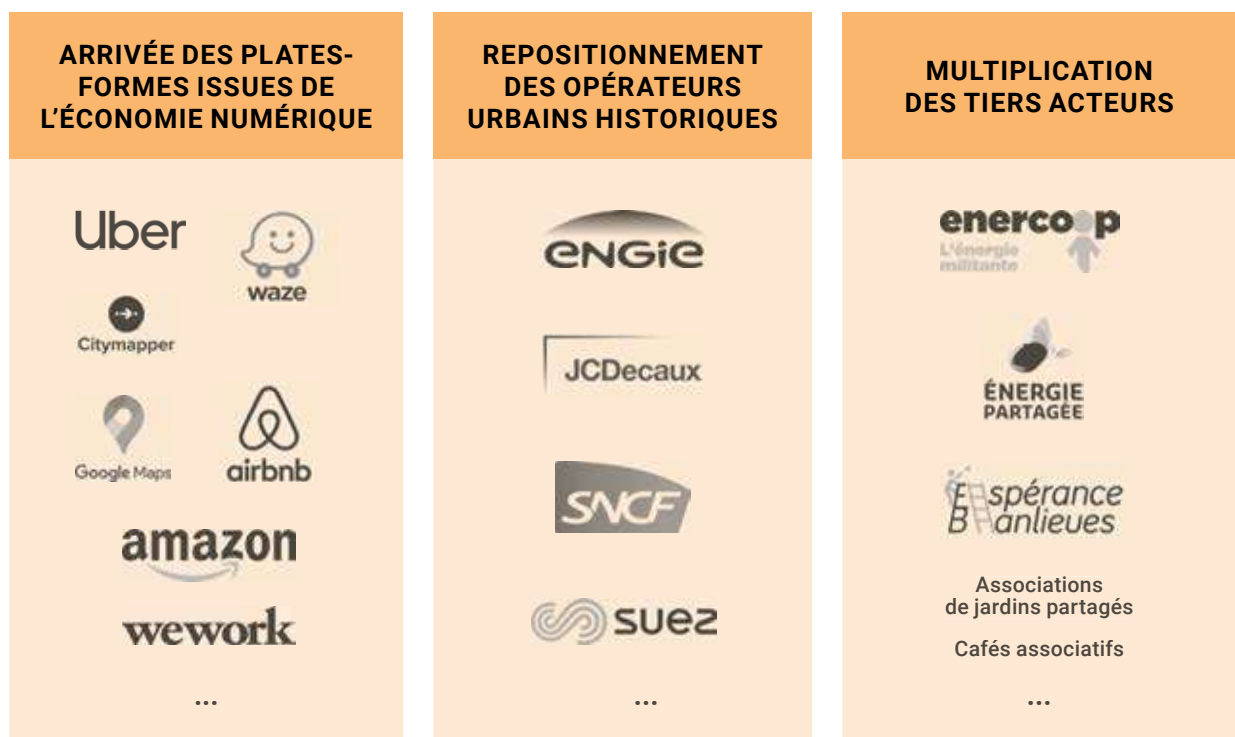 ARRIVÉE DES PLATES-
FORMES ISSUES DE
L'ÉCONOMIE NUMÉRIQUE
Uber
waze
Citymapper
Google Maps
airbnb
amazon
wework
...
REPOSITIONNEMENT
DES OPÉRATEURS
URBAINS HISTORIQUES
ENGIE
JCDecaux
SNCF
SUEZ
...
MULTIPLICATION
DES TIERS ACTEURS
enercoop
L'énergie
militante
ÉNERGIE
PARTAGÉE
Espérance
Banlieues
Associations
de jardins partagés
Cafés associatifs
...